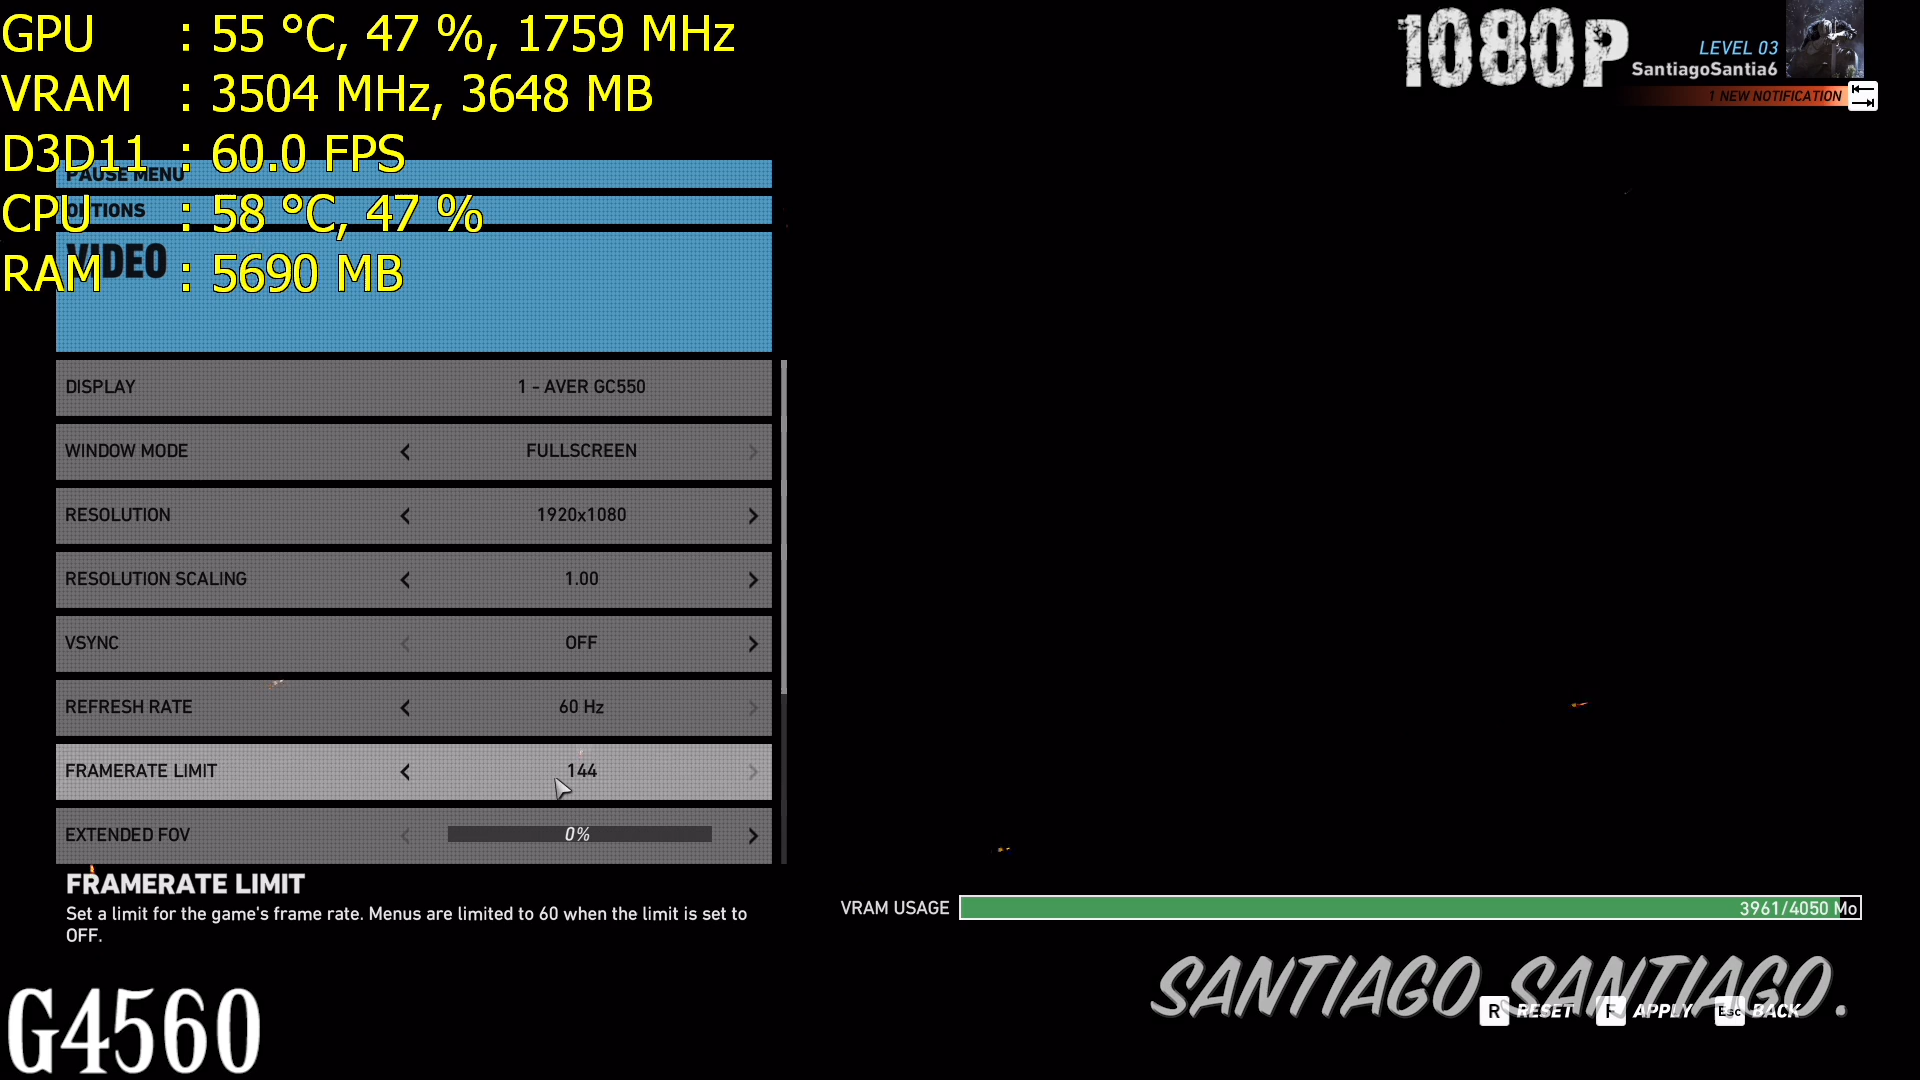 GPU : 55 °C, 47 %, 1759 MHz
VRAM : 3504 MHz, 3648 MB
D3D11 : 60.0 FPS
CPU : 58 °C, 47 %
RAM : 5690 MB
1080P
LEVEL 03
SantiagoSantia6
1 NEW NOTIFICATION
PAUSE MENU
OPTIONS
VIDEO
DISPLAY 1 - AVER GC550
WINDOW MODE < FULLSCREEN >
RESOLUTION < 1920x1080 >
RESOLUTION SCALING < 1.00 >
VSYNC < OFF >
REFRESH RATE < 60 Hz >
FRAMERATE LIMIT < 144 >
EXTENDED FOV < 0% >
FRAMERATE LIMIT
Set a limit for the game's frame rate. Menus are limited to 60 when the limit is set to
OFF.
VRAM USAGE 3961/4050 Mo
SANTIAGO SANTIAGO.
R RESET F APPLY Esc BACK
G4560